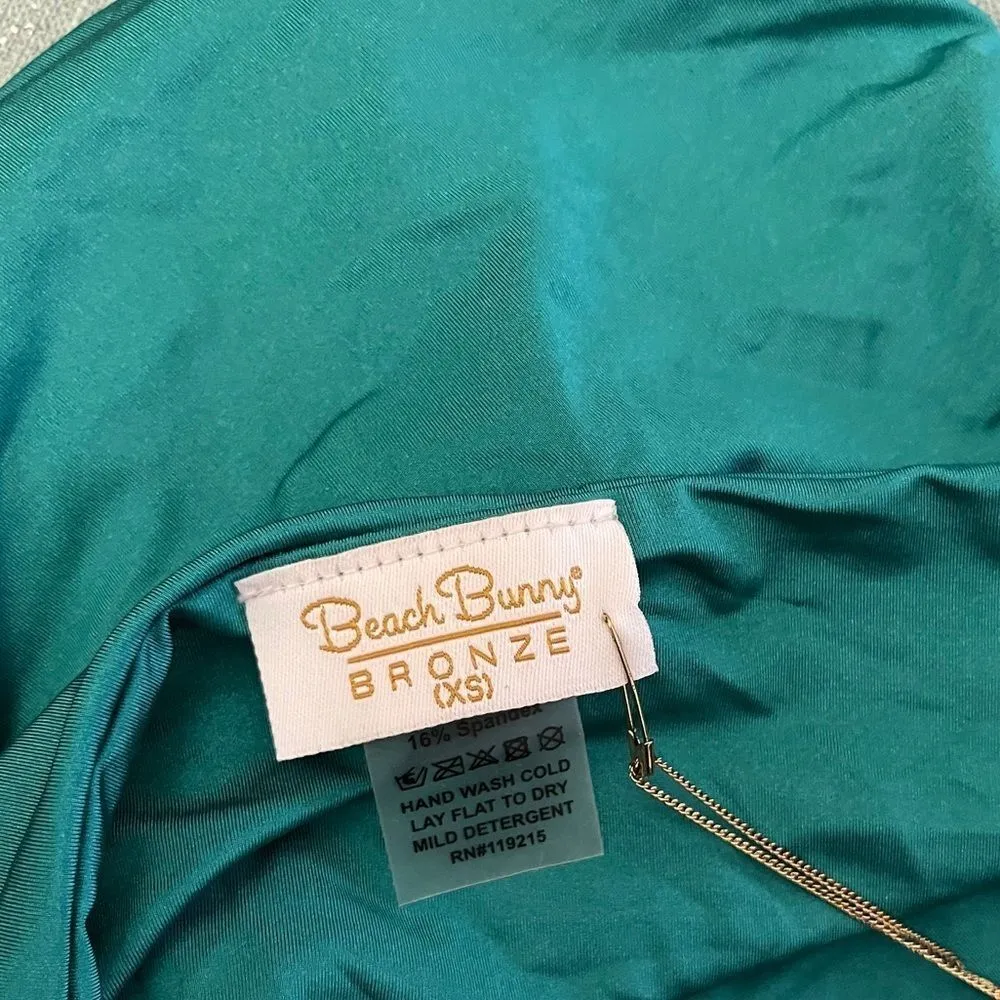 Beach Bunny®
BRONZE
(XS)
16% Spandex
HAND WASH COLD
LAY FLAT TO DRY
MILD DETERGENT
RN#119215